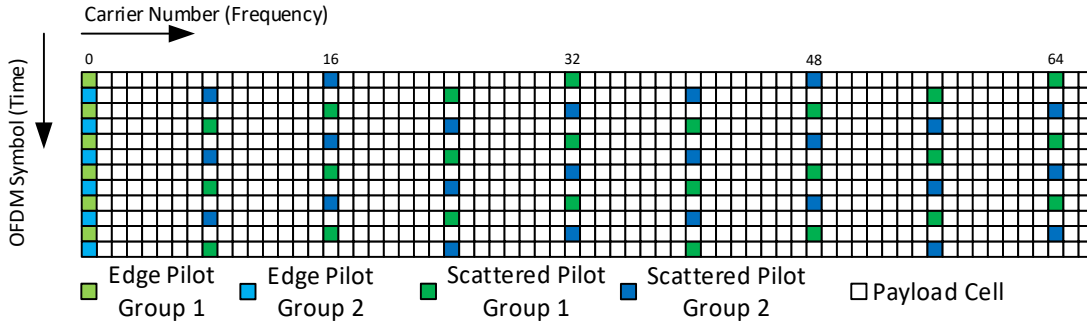 Carrier Number (Frequency)
0 16 32 48 64
OFDM Symbol (Time)
Edge Pilot
Group 1
Edge Pilot
Group 2
Scattered Pilot
Group 1
Scattered Pilot
Group 2
Payload Cell